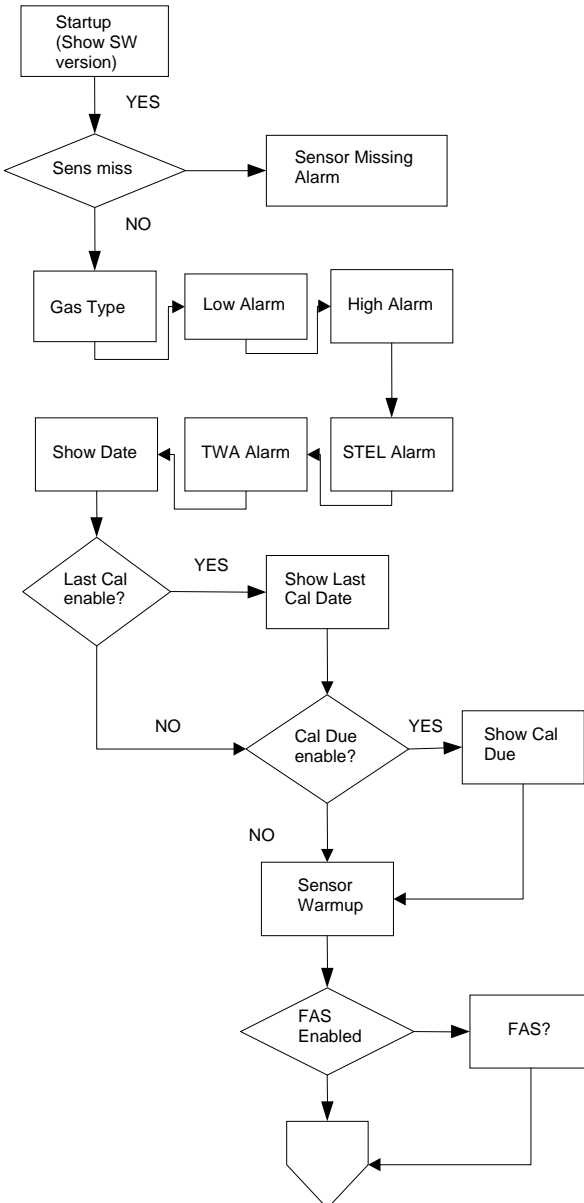 Startup
(Show SW
version)
YES
Sens miss
Sensor Missing
Alarm
NO
Gas Type
Low Alarm
High Alarm
Show Date
TWA Alarm
STEL Alarm
Last Cal
enable?
YES
Show Last
Cal Date
NO
Cal Due
enable?
YES
Show Cal
Due
NO
Sensor
Warmup
FAS
Enabled
FAS?